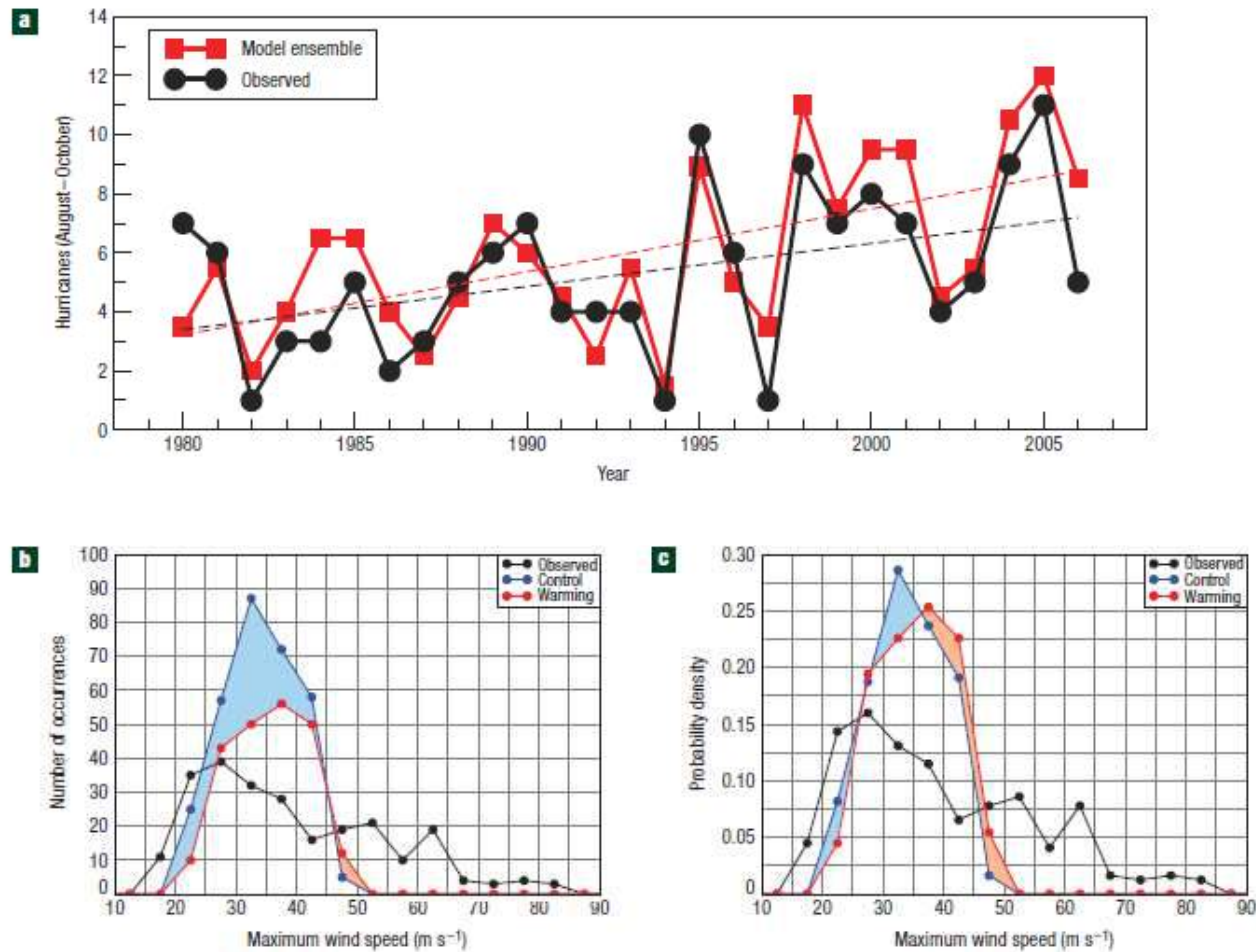 a
14
12
10
8
6
4
2
0
Hurricanes (August–October)
Model ensemble
Observed
1980
1985
1990
1995
2000
2005
Year
b
100
90
80
70
60
50
40
30
20
10
0
Number of occurrences
Observed
Control
Warming
10
20
30
40
50
60
70
80
90
Maximum wind speed (m s⁻¹)
c
0.30
0.25
0.20
0.15
0.10
0.05
0
Probability density
Observed
Control
Warming
10
20
30
40
50
60
70
80
90
Maximum wind speed (m s⁻¹)